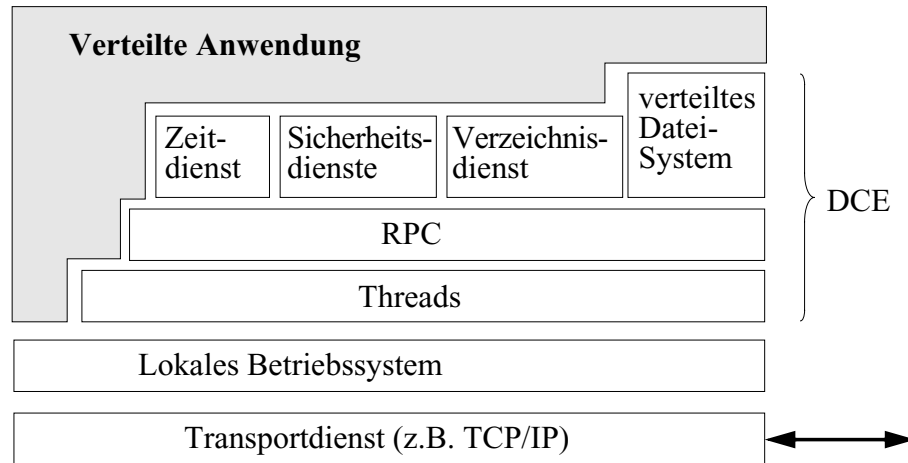 Verteilte Anwendung
verteiltes
Datei-
System
Zeit-
dienst
Sicherheits-
dienste
Verzeichnis-
dienst
DCE
RPC
Threads
Lokales Betriebssystem
Transportdienst (z.B. TCP/IP)